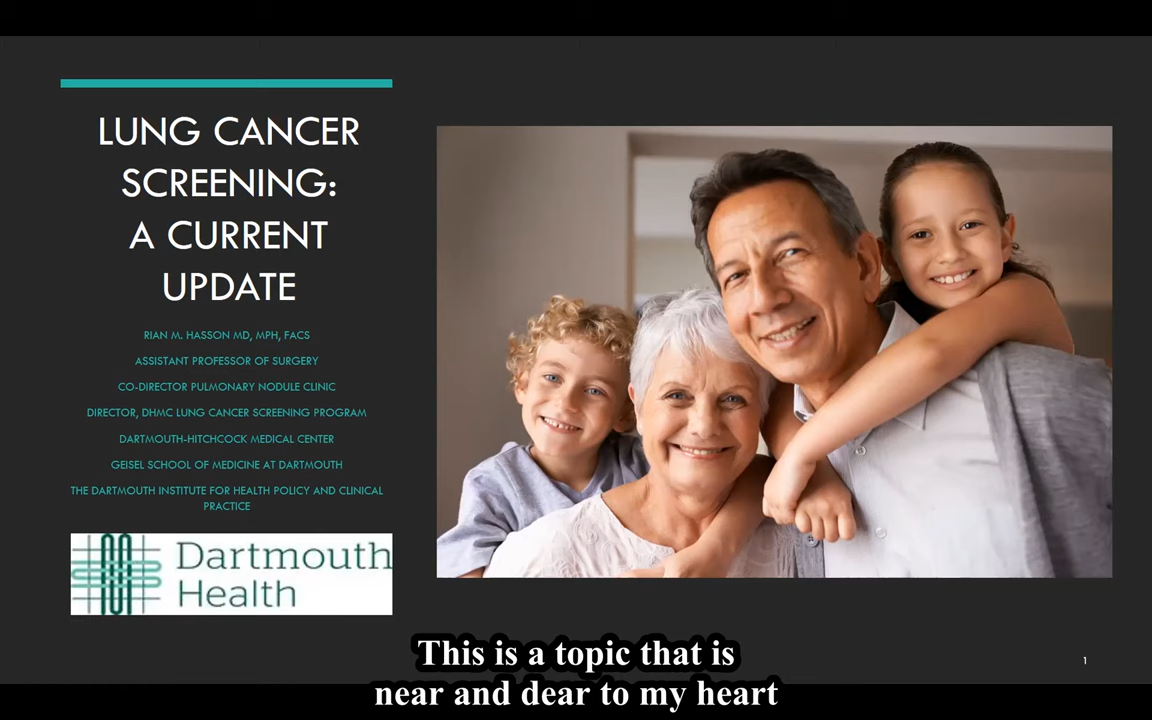 LUNG CANCER
SCREENING:
A CURRENT
UPDATE
RIAN M. HASSON MD, MPH, FACS
ASSISTANT PROFESSOR OF SURGERY
CO-DIRECTOR PULMONARY NODULE CLINIC
DIRECTOR, DHMC LUNG CANCER SCREENING PROGRAM
DARTMOUTH-HITCHCOCK MEDICAL CENTER
GEISEL SCHOOL OF MEDICINE AT DARTMOUTH
THE DARTMOUTH INSTITUTE FOR HEALTH POLICY AND CLINICAL
PRACTICE
Dartmouth
Health
This is a topic that is
near and dear to my heart
1